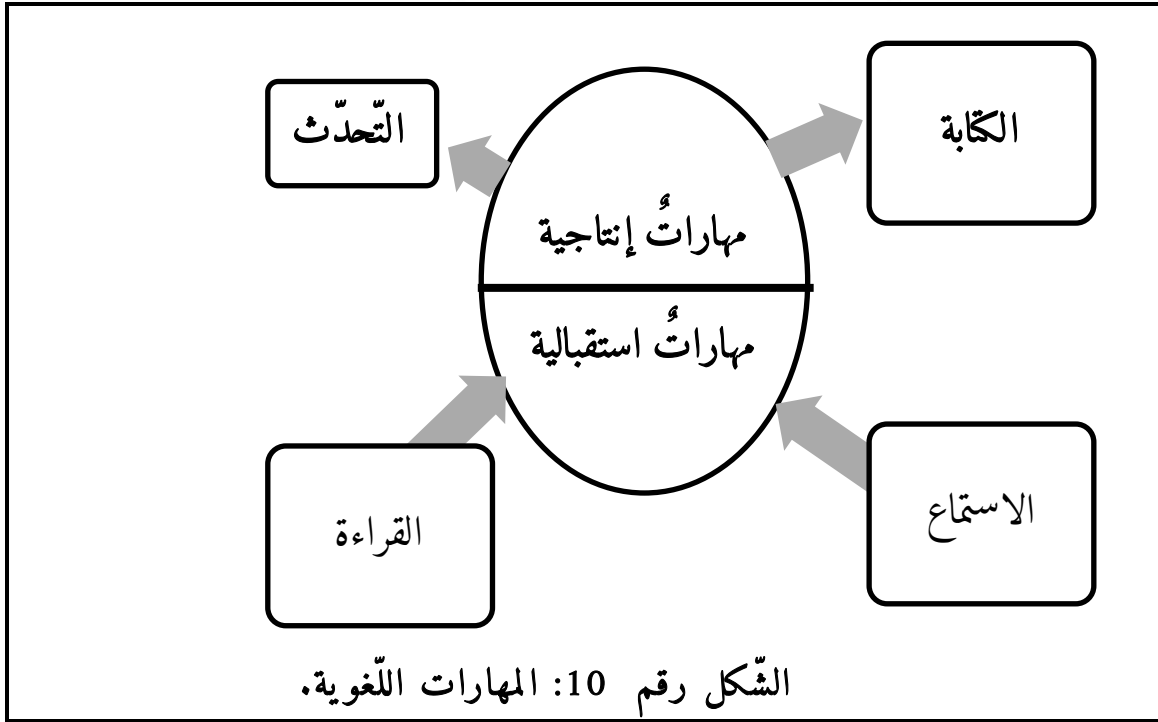 الكتابة
التّحدّث
مهاراتٌ إنتاجية
مهاراتٌ استقبالية
الاستماع
القراءة
الشّكل رقم 10: المهارات اللّغوية.